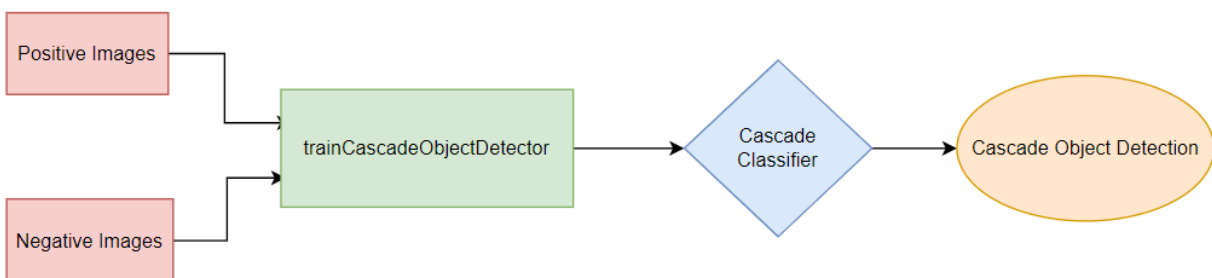 Positive Images
trainCascadeObjectDetector
Cascade
Classifier
Cascade Object Detection
Negative Images